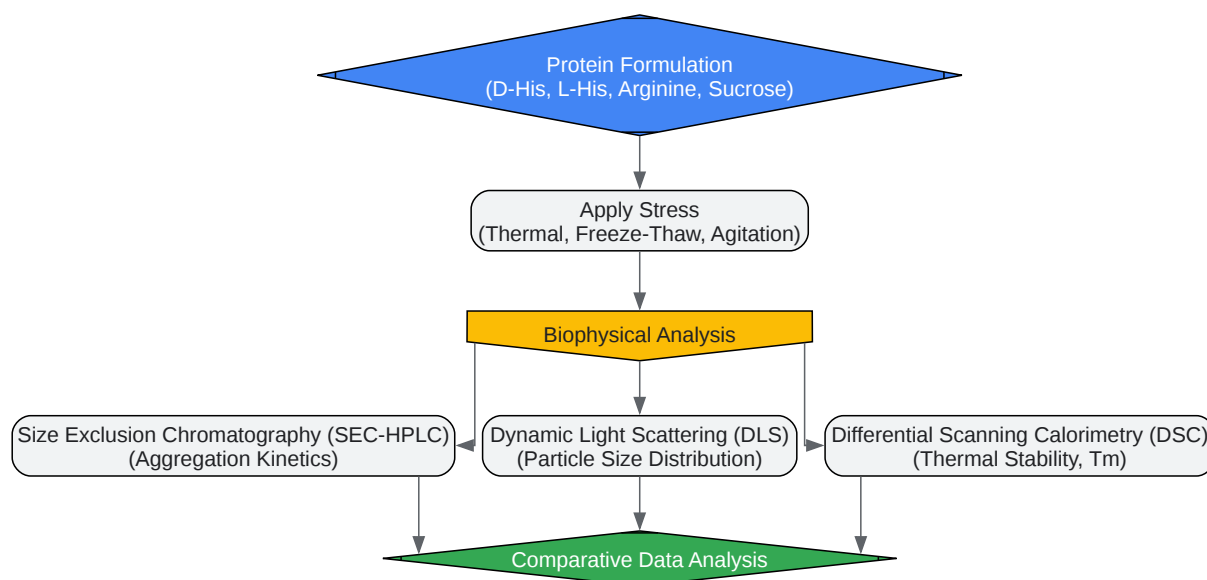 Protein Formulation
(D-His, L-His, Arginine, Sucrose)
Apply Stress
(Thermal, Freeze-Thaw, Agitation)
Biophysical Analysis
Size Exclusion Chromatography (SEC-HPLC)
(Aggregation Kinetics)
Dynamic Light Scattering (DLS)
(Particle Size Distribution)
Differential Scanning Calorimetry (DSC)
(Thermal Stability, Tm)
Comparative Data Analysis